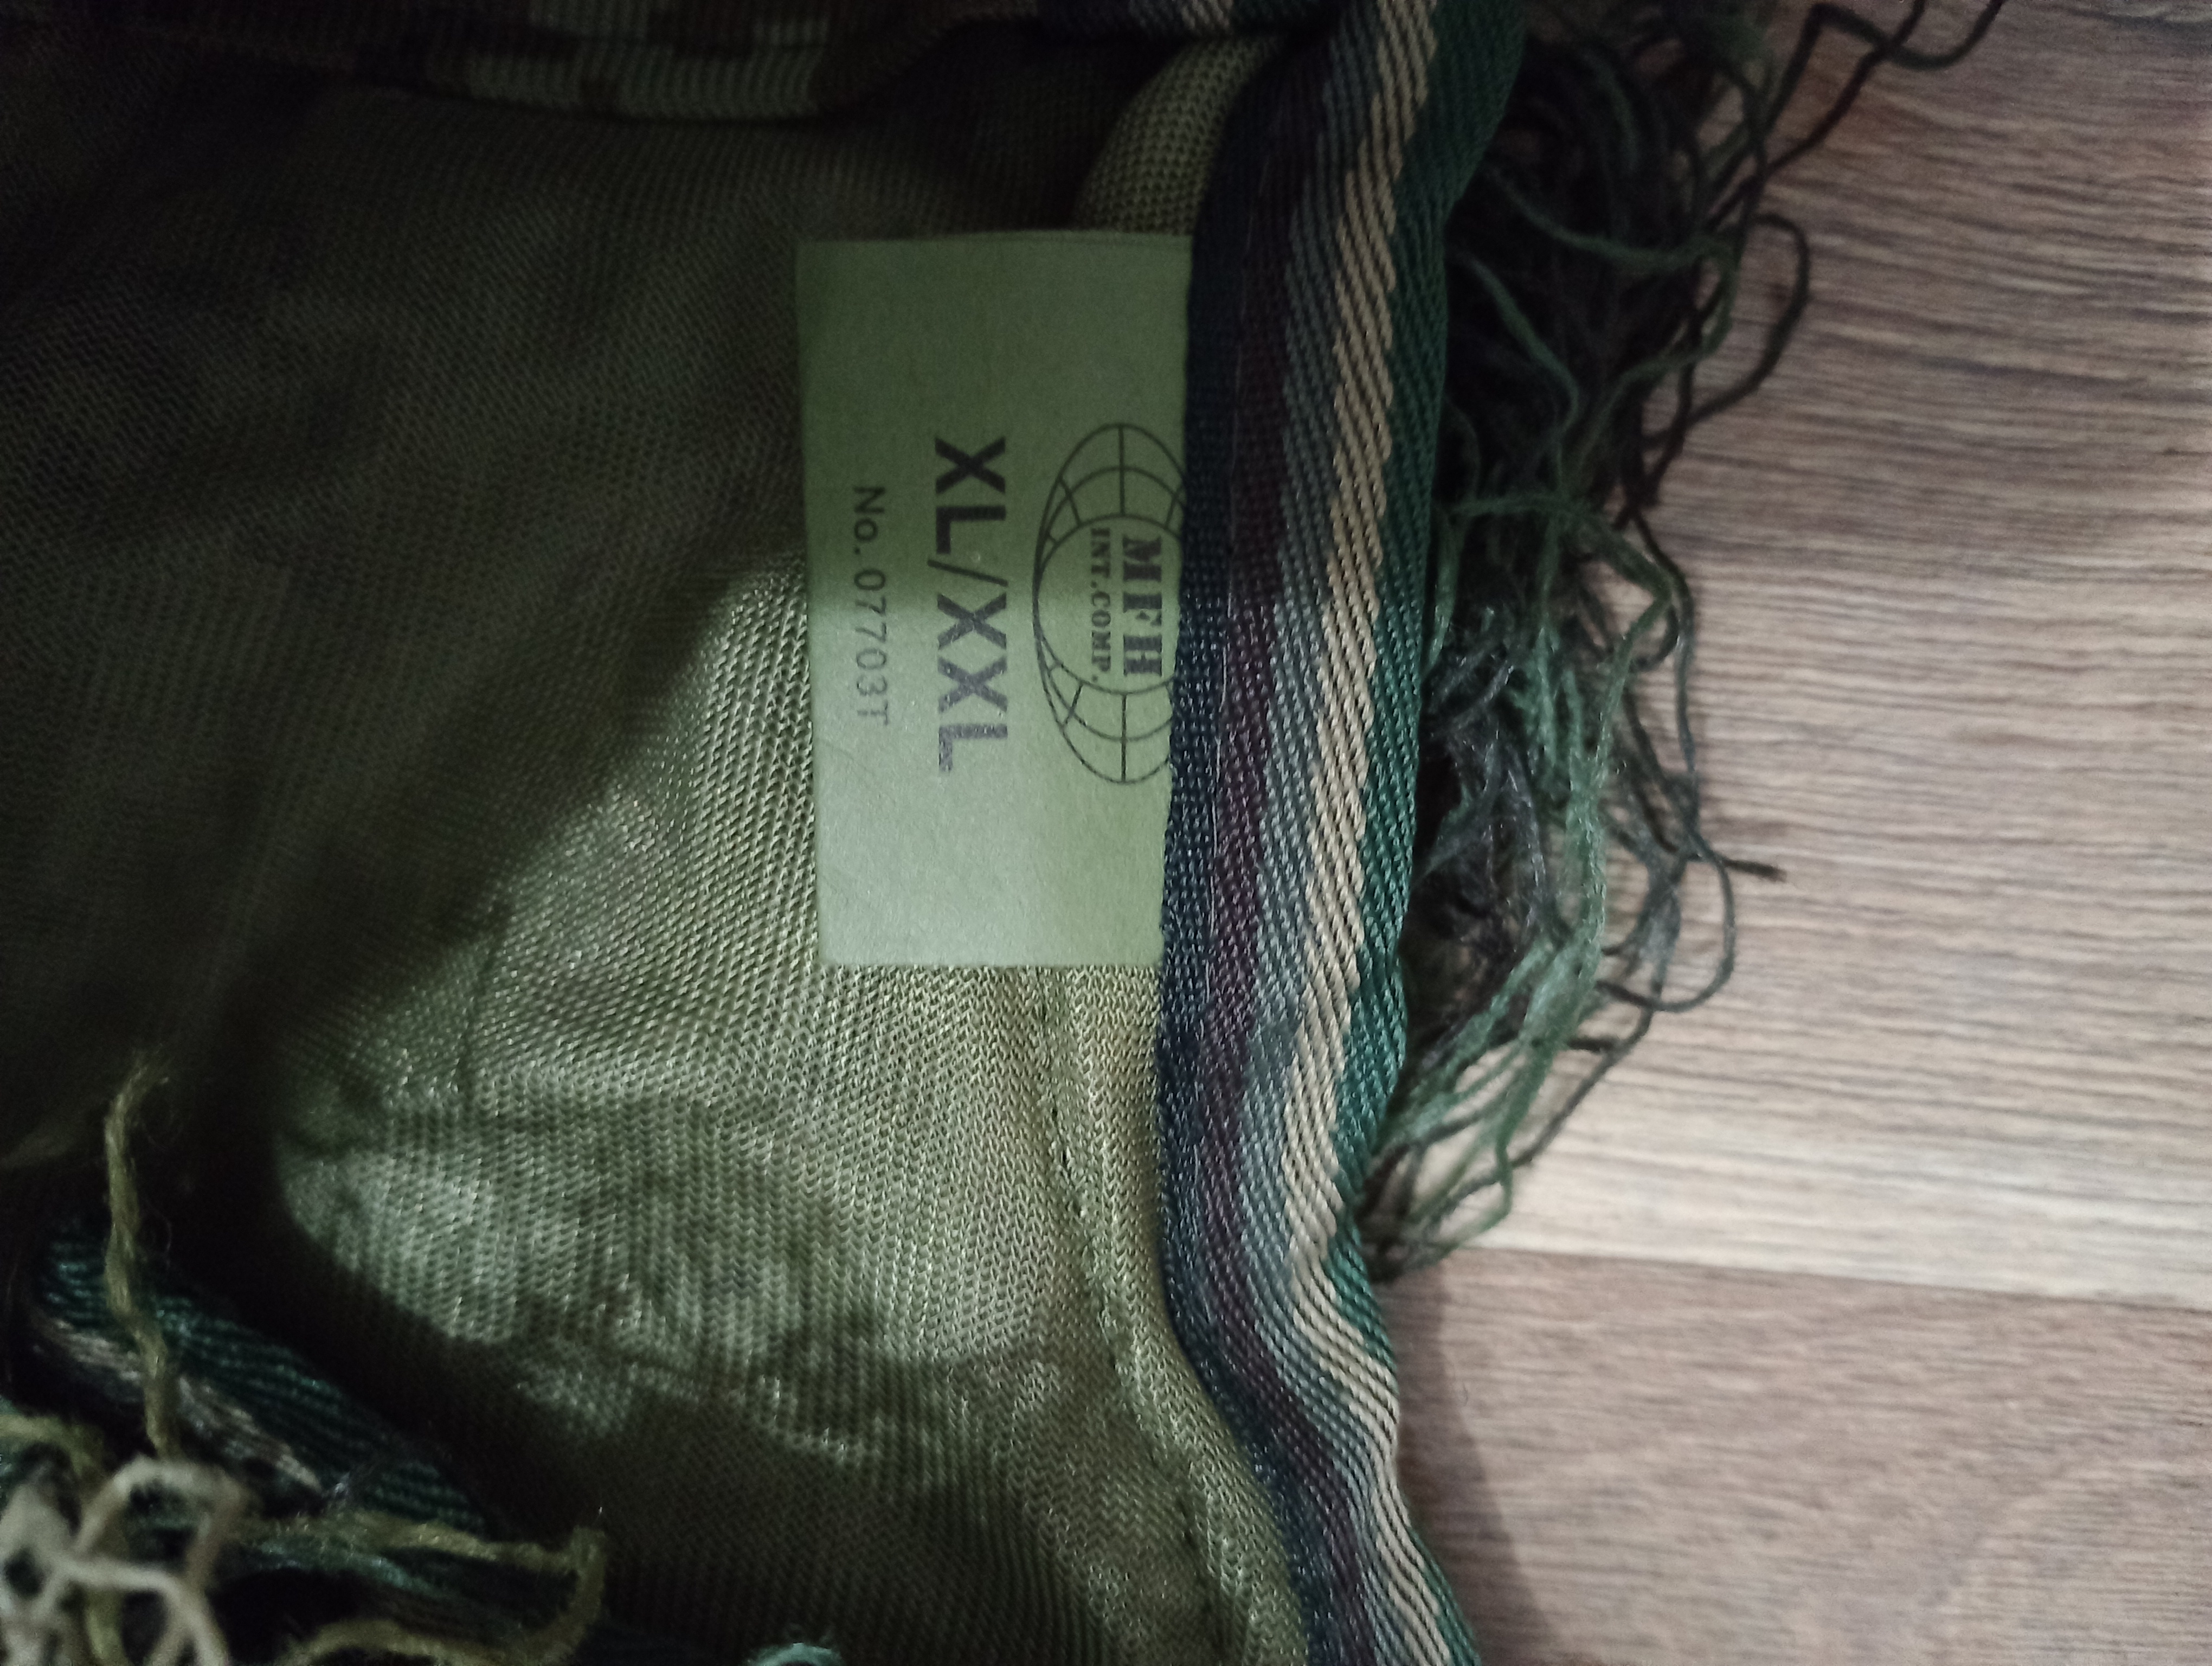 MFH
INT.COMP.
XL/XXL
No.07703T